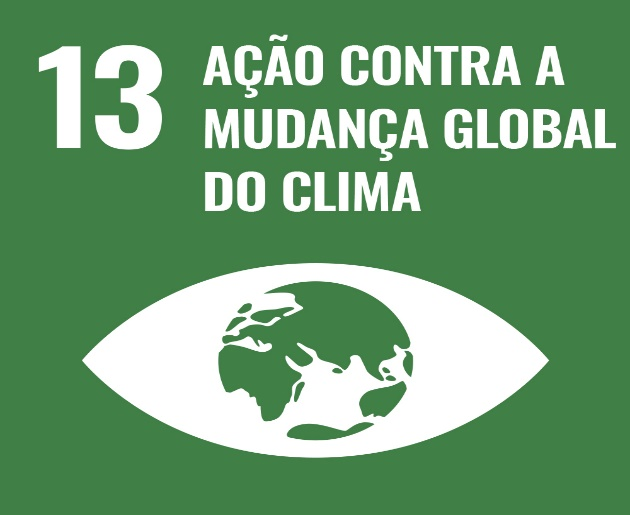 13
AÇÃO CONTRA A
MUDANÇA GLOBAL
DO CLIMA